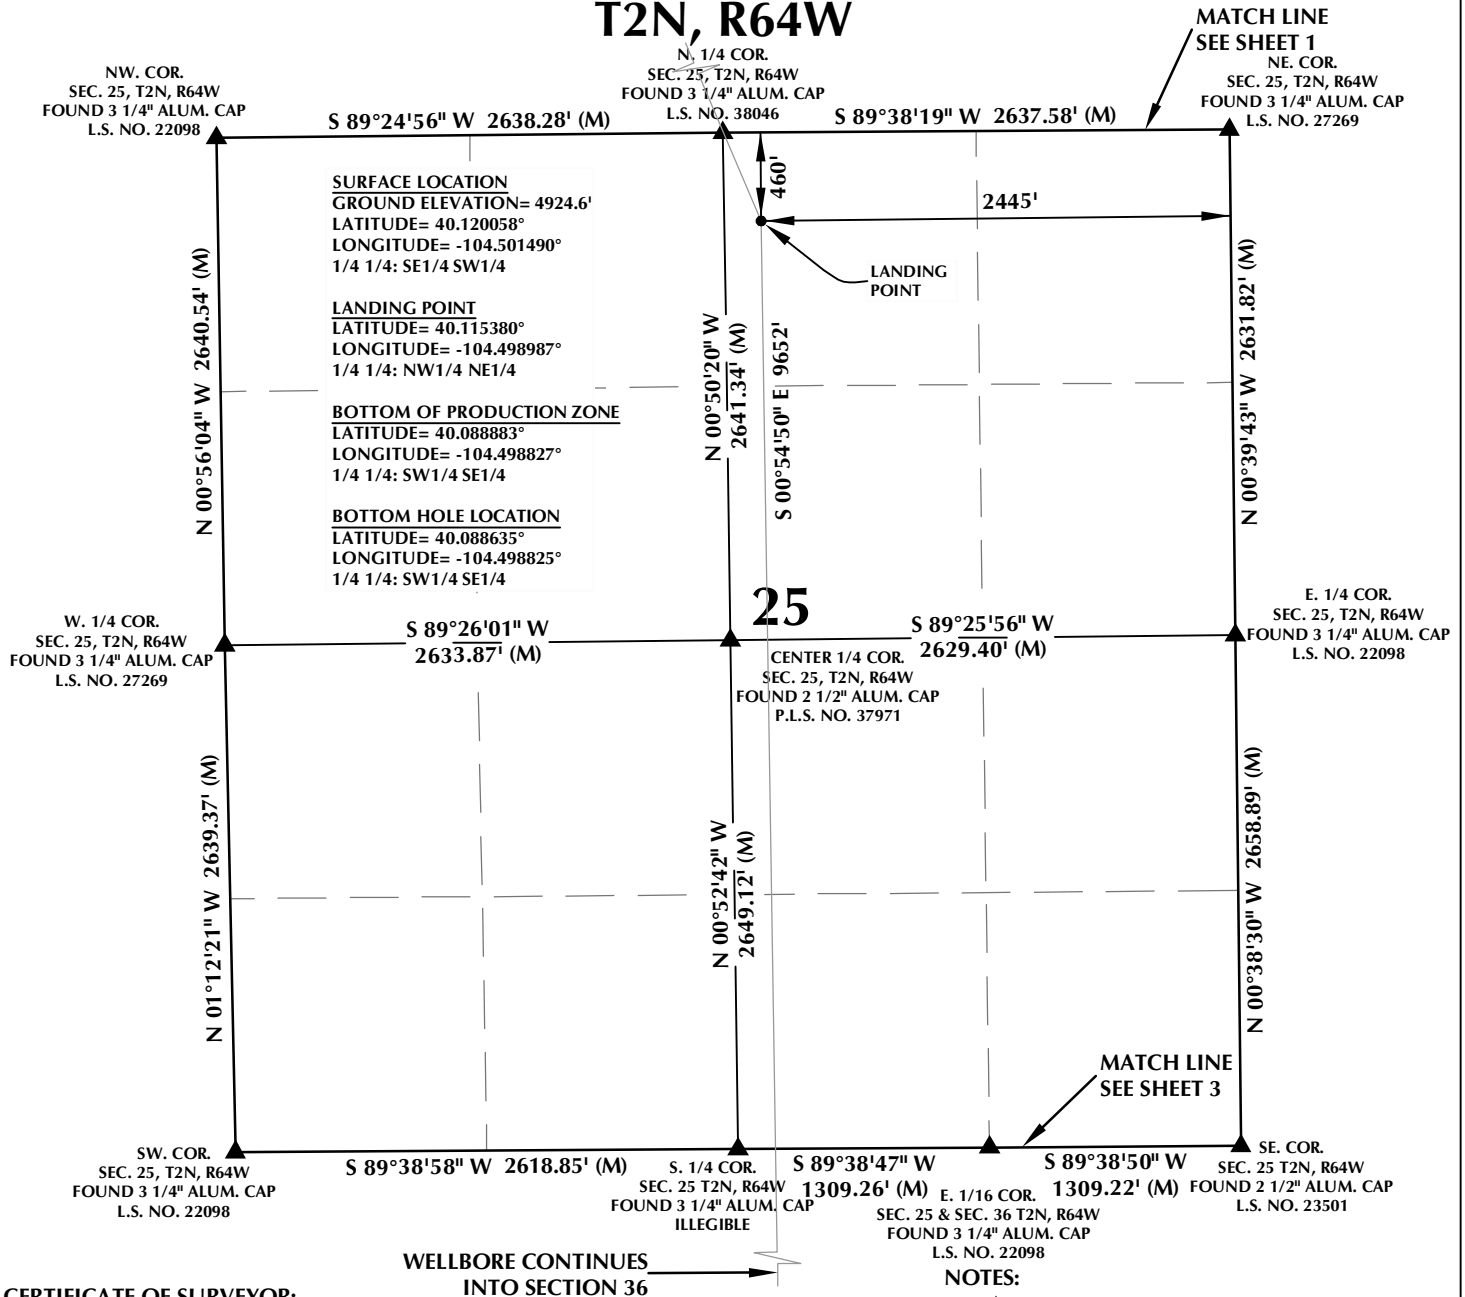 T2N, R64W
MATCH LINE
SEE SHEET 1
NW. COR.
SEC. 25, T2N, R64W
FOUND 3 1/4" ALUM. CAP
L.S. NO. 22098
N. 1/4 COR.
SEC. 25, T2N, R64W
FOUND 3 1/4" ALUM. CAP
L.S. NO. 38046
NE. COR.
SEC. 25, T2N, R64W
FOUND 3 1/4" ALUM. CAP
L.S. NO. 27269
S 89°24'56" W 2638.28' (M)
S 89°38'19" W 2637.58' (M)
460'
2445'
LANDING
POINT
SURFACE LOCATION
GROUND ELEVATION= 4924.6'
LATITUDE= 40.120058°
LONGITUDE= -104.501490°
1/4 1/4: SE1/4 SW1/4
LANDING POINT
LATITUDE= 40.115380°
LONGITUDE= -104.498987°
1/4 1/4: NW1/4 NE1/4
BOTTOM OF PRODUCTION ZONE
LATITUDE= 40.088883°
LONGITUDE= -104.498827°
1/4 1/4: SW1/4 SE1/4
BOTTOM HOLE LOCATION
LATITUDE= 40.088635°
LONGITUDE= -104.498825°
1/4 1/4: SW1/4 SE1/4
N 00°56'04" W 2640.54' (M)
N 00°50'20" W
2641.34' (M)
S 00°54'50" E 9652'
N 00°39'43" W 2631.82' (M)
25
W. 1/4 COR.
SEC. 25, T2N, R64W
FOUND 3 1/4" ALUM. CAP
L.S. NO. 27269
S 89°26'01" W
2633.87' (M)
S 89°25'56" W
2629.40' (M)
E. 1/4 COR.
SEC. 25, T2N, R64W
FOUND 3 1/4" ALUM. CAP
L.S. NO. 22098
CENTER 1/4 COR.
SEC. 25, T2N, R64W
FOUND 2 1/2" ALUM. CAP
P.L.S. NO. 37971
N 01°12'21" W 2639.37' (M)
N 00°52'42" W
2649.12' (M)
N 00°38'30" W 2658.89' (M)
MATCH LINE
SEE SHEET 3
SW. COR.
SEC. 25, T2N, R64W
FOUND 3 1/4" ALUM. CAP
L.S. NO. 22098
S 89°38'58" W 2618.85' (M)
S. 1/4 COR.
SEC. 25 T2N, R64W
FOUND 3 1/4" ALUM. CAP
ILLEGIBLE
S 89°38'47" W
1309.26' (M)
E. 1/16 COR.
SEC. 25 & SEC. 36 T2N, R64W
FOUND 3 1/4" ALUM. CAP
L.S. NO. 22098
S 89°38'50" W
1309.22' (M)
SE. COR.
SEC. 25 T2N, R64W
FOUND 2 1/2" ALUM. CAP
L.S. NO. 23501
WELLBORE CONTINUES
INTO SECTION 36
NOTES:
CERTIFICATE OF SURVEYOR: